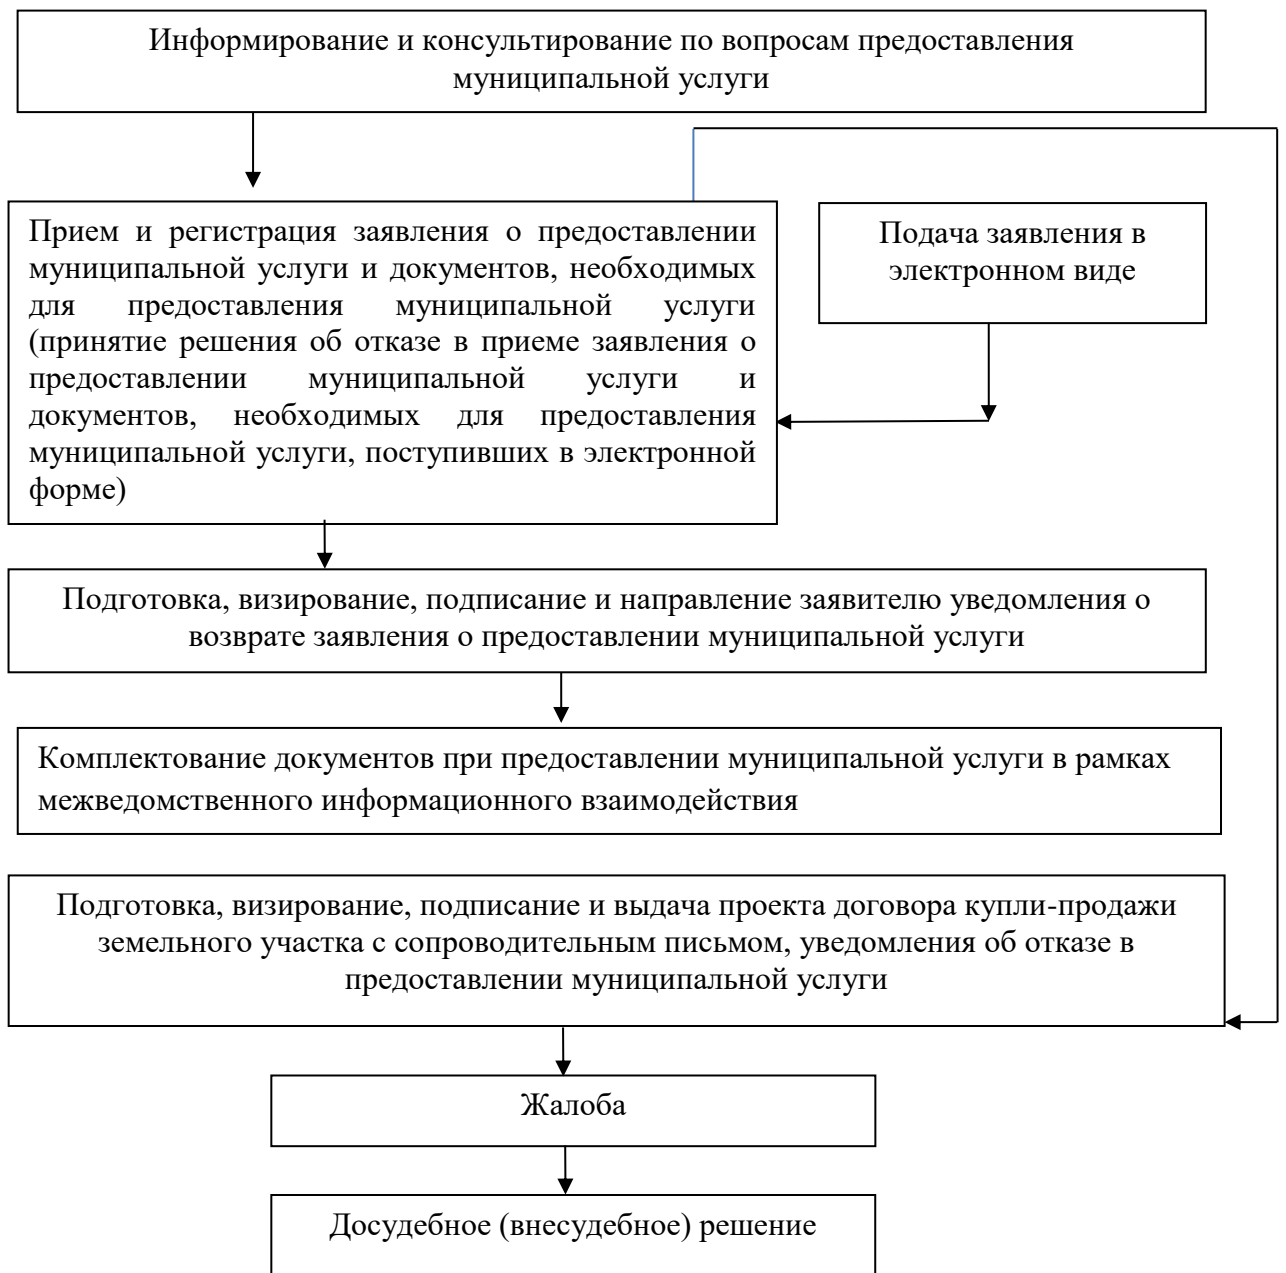 Информирование и консультирование по вопросам предоставления
муниципальной услуги
Прием и регистрация заявления о предоставлении
муниципальной услуги и документов, необходимых
для предоставления муниципальной услуги
(принятие решения об отказе в приеме заявления о
предоставлении муниципальной услуги и
документов, необходимых для предоставления
муниципальной услуги, поступивших в электронной
форме)
Подача заявления в
электронном виде
Подготовка, визирование, подписание и направление заявителю уведомления о
возврате заявления о предоставлении муниципальной услуги
Комплектование документов при предоставлении муниципальной услуги в рамках
межведомственного информационного взаимодействия
Подготовка, визирование, подписание и выдача проекта договора купли-продажи
земельного участка с сопроводительным письмом, уведомления об отказе в
предоставлении муниципальной услуги
Жалоба
Досудебное (внесудебное) решение